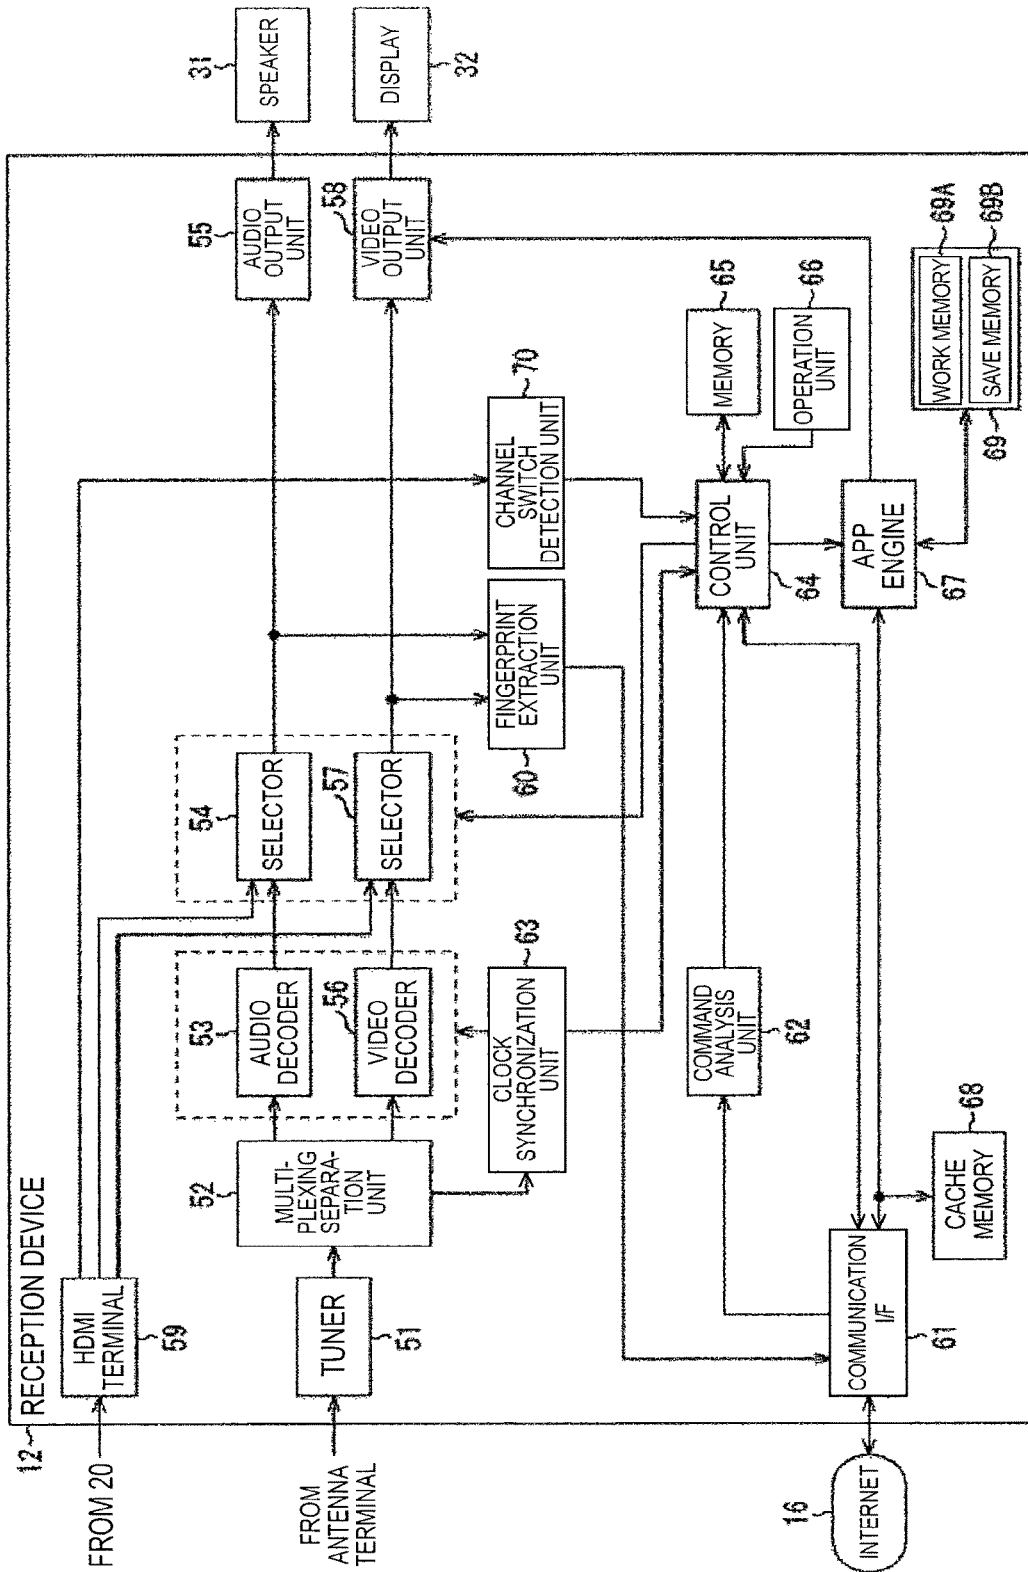 12 RECEPTION DEVICE
FROM 20
HDMI
TERMINAL
59
FROM
ANTENNA
TERMINAL
TUNER
51
52
MULTI-
PLEXING
SEPARA-
TION
UNIT
53
AUDIO
DECODER
56
VIDEO
DECODER
54
SELECTOR
57
SELECTOR
55
AUDIO
OUTPUT
UNIT
58
VIDEO
OUTPUT
UNIT
31
SPEAKER
DISPLAY
32
CLOCK
SYNCHRONIZATION
UNIT
63
FINGERPRINT
EXTRACTION
UNIT
60
CHANNEL
SWITCH
DETECTION UNIT
70
COMMAND
ANALYSIS
UNIT
62
CONTROL
UNIT
64
MEMORY
65
OPERATION
UNIT
66
16
INTERNET
COMMUNICATION
I/F
61
CACHE
MEMORY
68
APP
ENGINE
67
WORK MEMORY
69A
SAVE MEMORY
69B
69